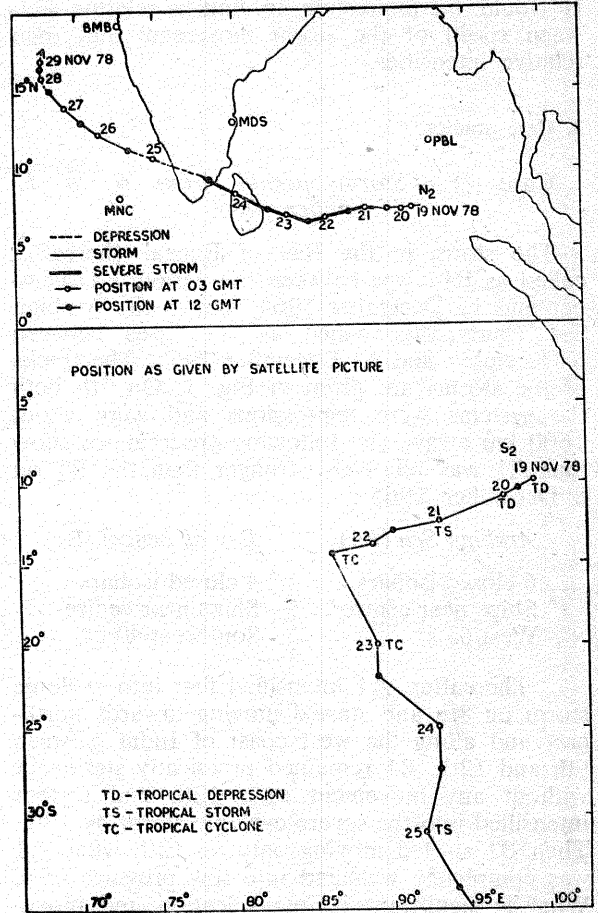 BMB
29 NOV 78
15°N
28
27
26
25
MDS
PBL
10°
24
23
22
21
20
N2
19 NOV 78
MNC
5°
--- DEPRESSION
STORM
SEVERE STORM
POSITION AT 03 GMT
POSITION AT 12 GMT
0°
0°
POSITION AS GIVEN BY SATELLITE PICTURE
5°
5°
S2
19 NOV 78
10°
20
TD
TD
21
TS
22
15°
TC
20°
23
TC
25°
24
TD - TROPICAL DEPRESSION
TS - TROPICAL STORM
TC - TROPICAL CYCLONE
30°S
25
TS
70°
75°
80°
85°
90°
95°E
100°